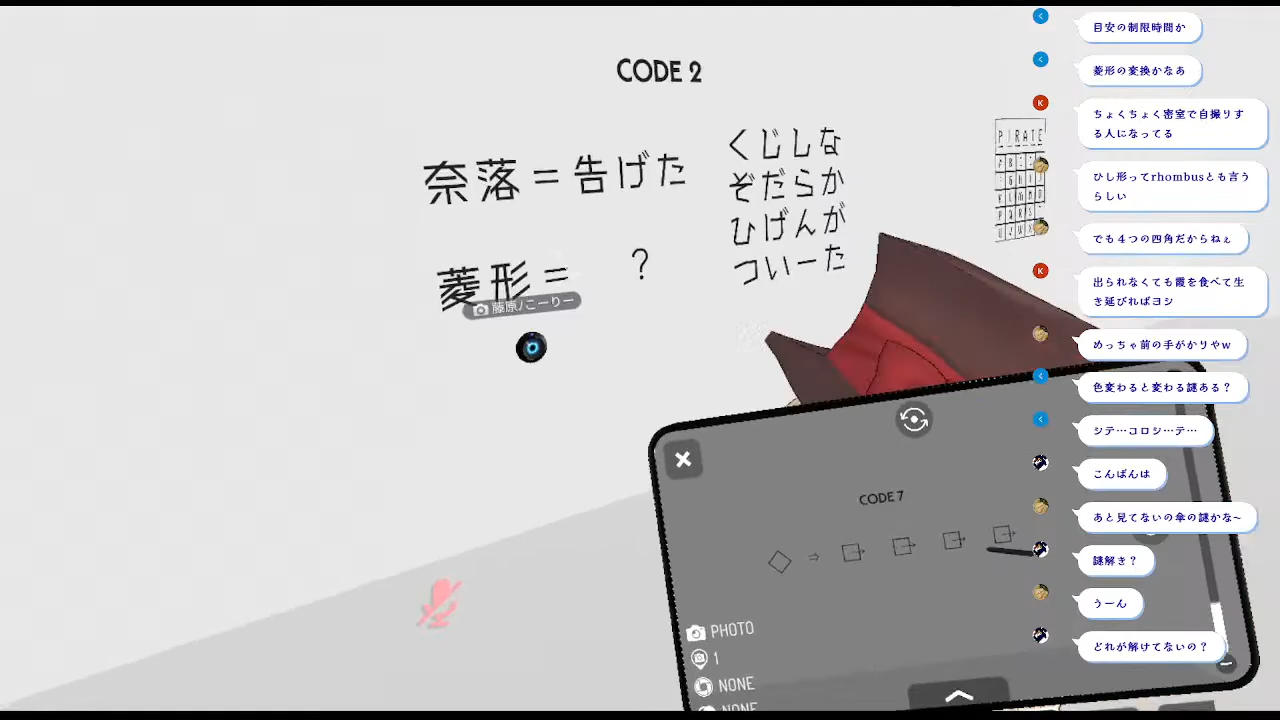 CODE 2
奈落＝告げた
菱形＝ ?
くじしな
ぞだらか
ひげんが
ついーた
藤原/こーりー
PIRATE
CODE 7
PHOTO
1
NONE
NONE
目安の制限時間か
菱形の変換かなあ
ちょくちょく密室で自撮りす
る人になってる
ひし形ってrhombusとも言う
らしい
でも４つの四角だからねぇ
出られなくても霞を食べて生
き延びればヨシ
めっちゃ前の手がかりやw
色変わると変わる謎ある？
シテ…コロシ…テ…
こんばんは
あと見てないの傘の謎かな~
謎解き？
うーん
どれが解けてないの？